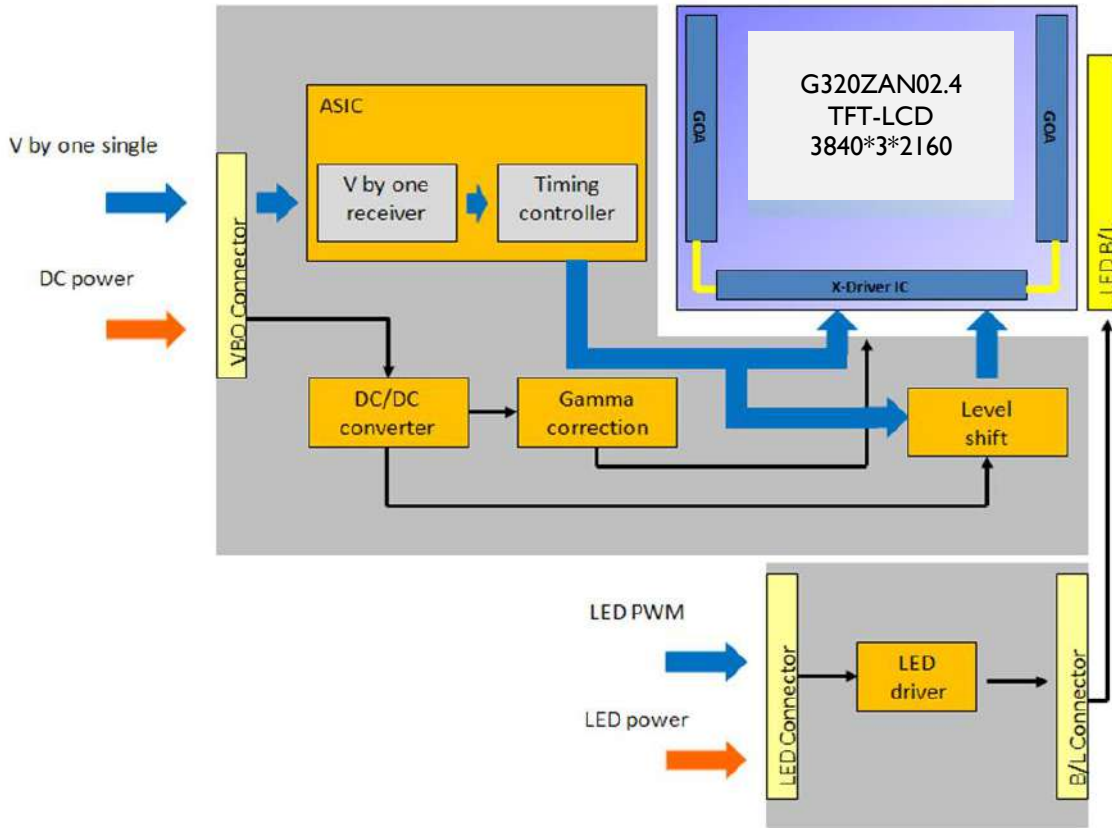 G320ZAN02.4
TFT-LCD
3840*3*2160
GOA
GOA
X-Driver IC
LED B/L
ASIC
V by one
receiver
Timing
controller
V by one single
DC power
VBO Connector
DC/DC
converter
Gamma
correction
Level
shift
LED PWM
LED power
LED Connector
LED
driver
B/L Connector